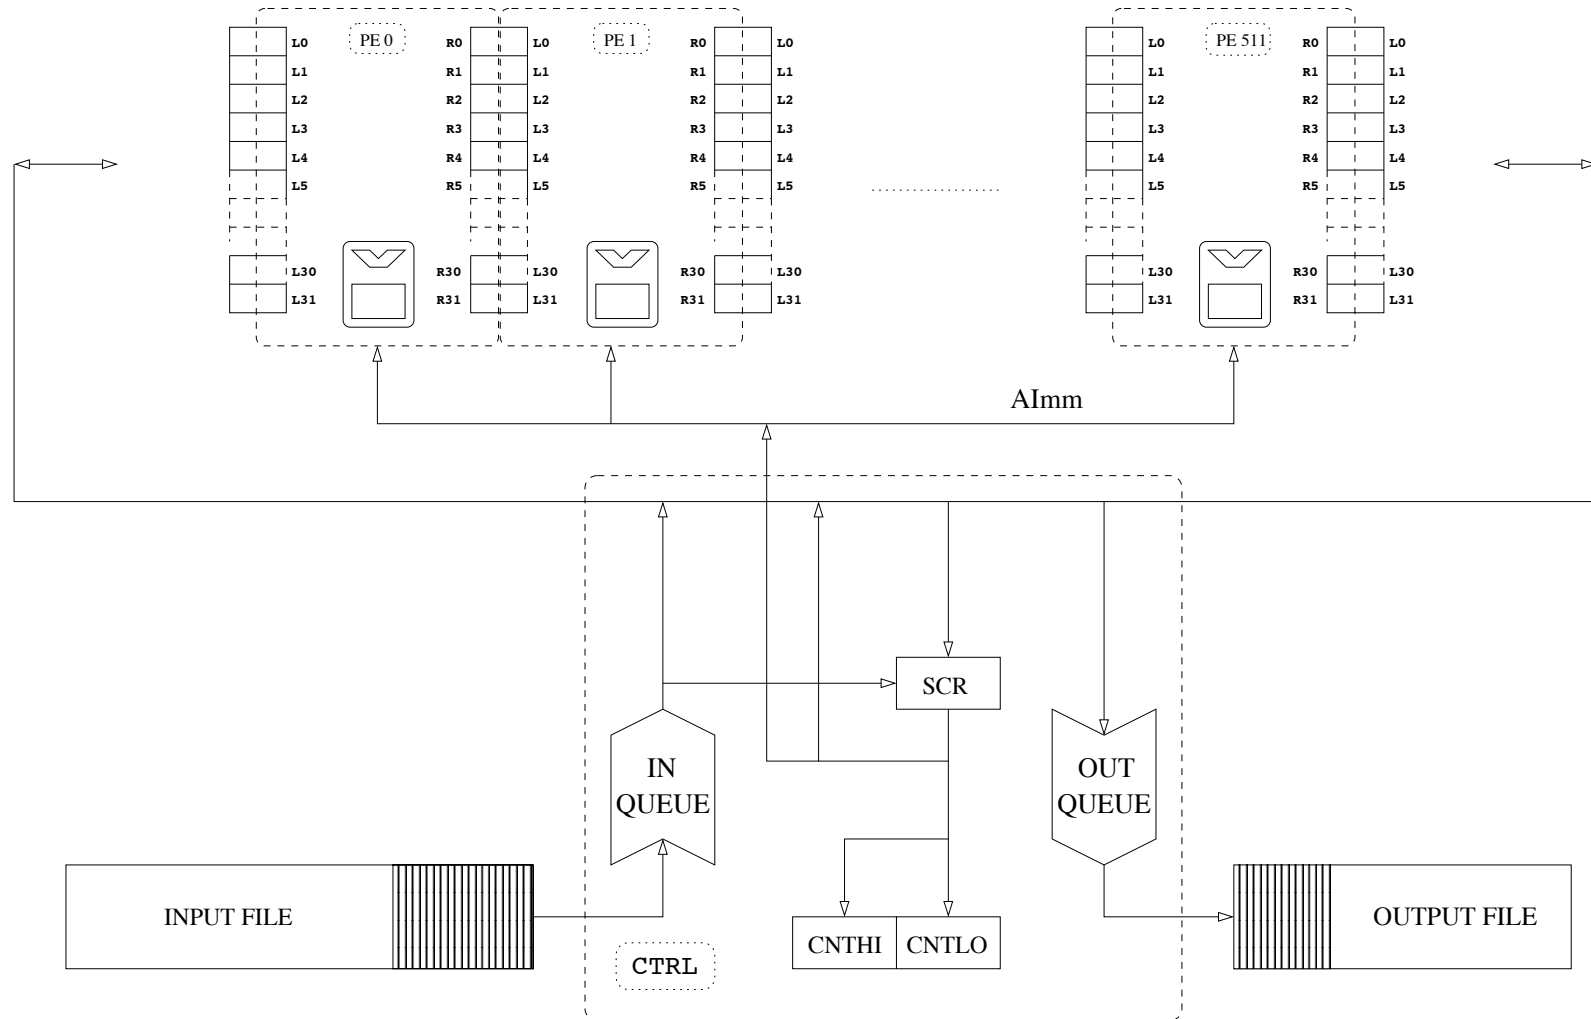 PE 0
PE 1
PE 511
L0 R0 L0 R0 L0 L0 R0 L0
L1 R1 L1 R1 L1 L1 R1 L1
L2 R2 L2 R2 L2 L2 R2 L2
L3 R3 L3 R3 L3 L3 R3 L3
L4 R4 L4 R4 L4 L4 R4 L4
L5 R5 L5 R5 L5 L5 R5 L5
L30 R30 L30 R30 L30 L30 R30 L30
L31 R31 L31 R31 L31 L31 R31 L31
AImm
SCR
IN
QUEUE
OUT
QUEUE
INPUT FILE
CNTHI
CNTLO
OUTPUT FILE
CTRL